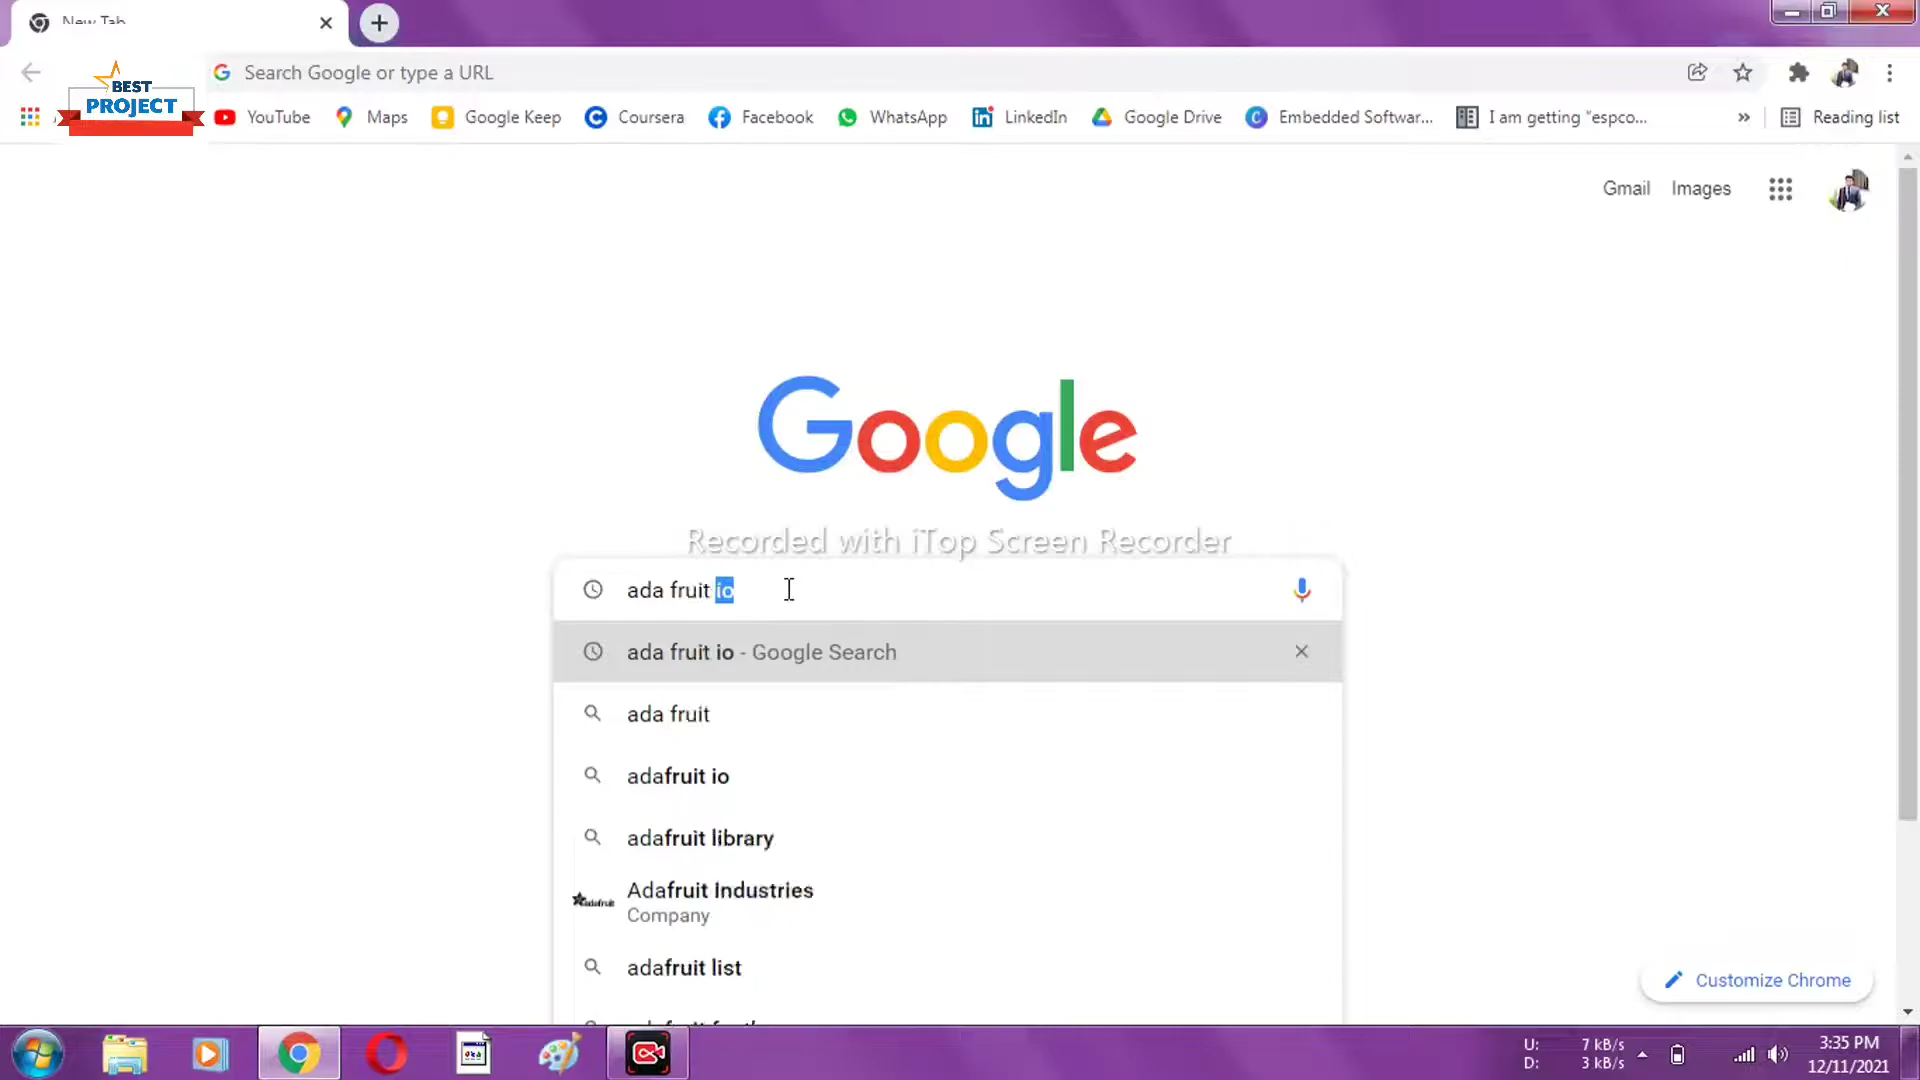 New Tab
Search Google or type a URL
BEST
PROJECT
YouTube
Maps
Google Keep
Coursera
Facebook
WhatsApp
LinkedIn
Google Drive
Embedded Softwar...
I am getting "espco...
»
Reading list
Gmail
Images
Google
Recorded with iTop Screen Recorder
ada fruit io
ada fruit io - Google Search
ada fruit
adafruit io
adafruit library
Adafruit Industries
Company
adafruit list
Customize Chrome
U: 7 kB/s
D: 3 kB/s
3:35 PM
12/11/2021